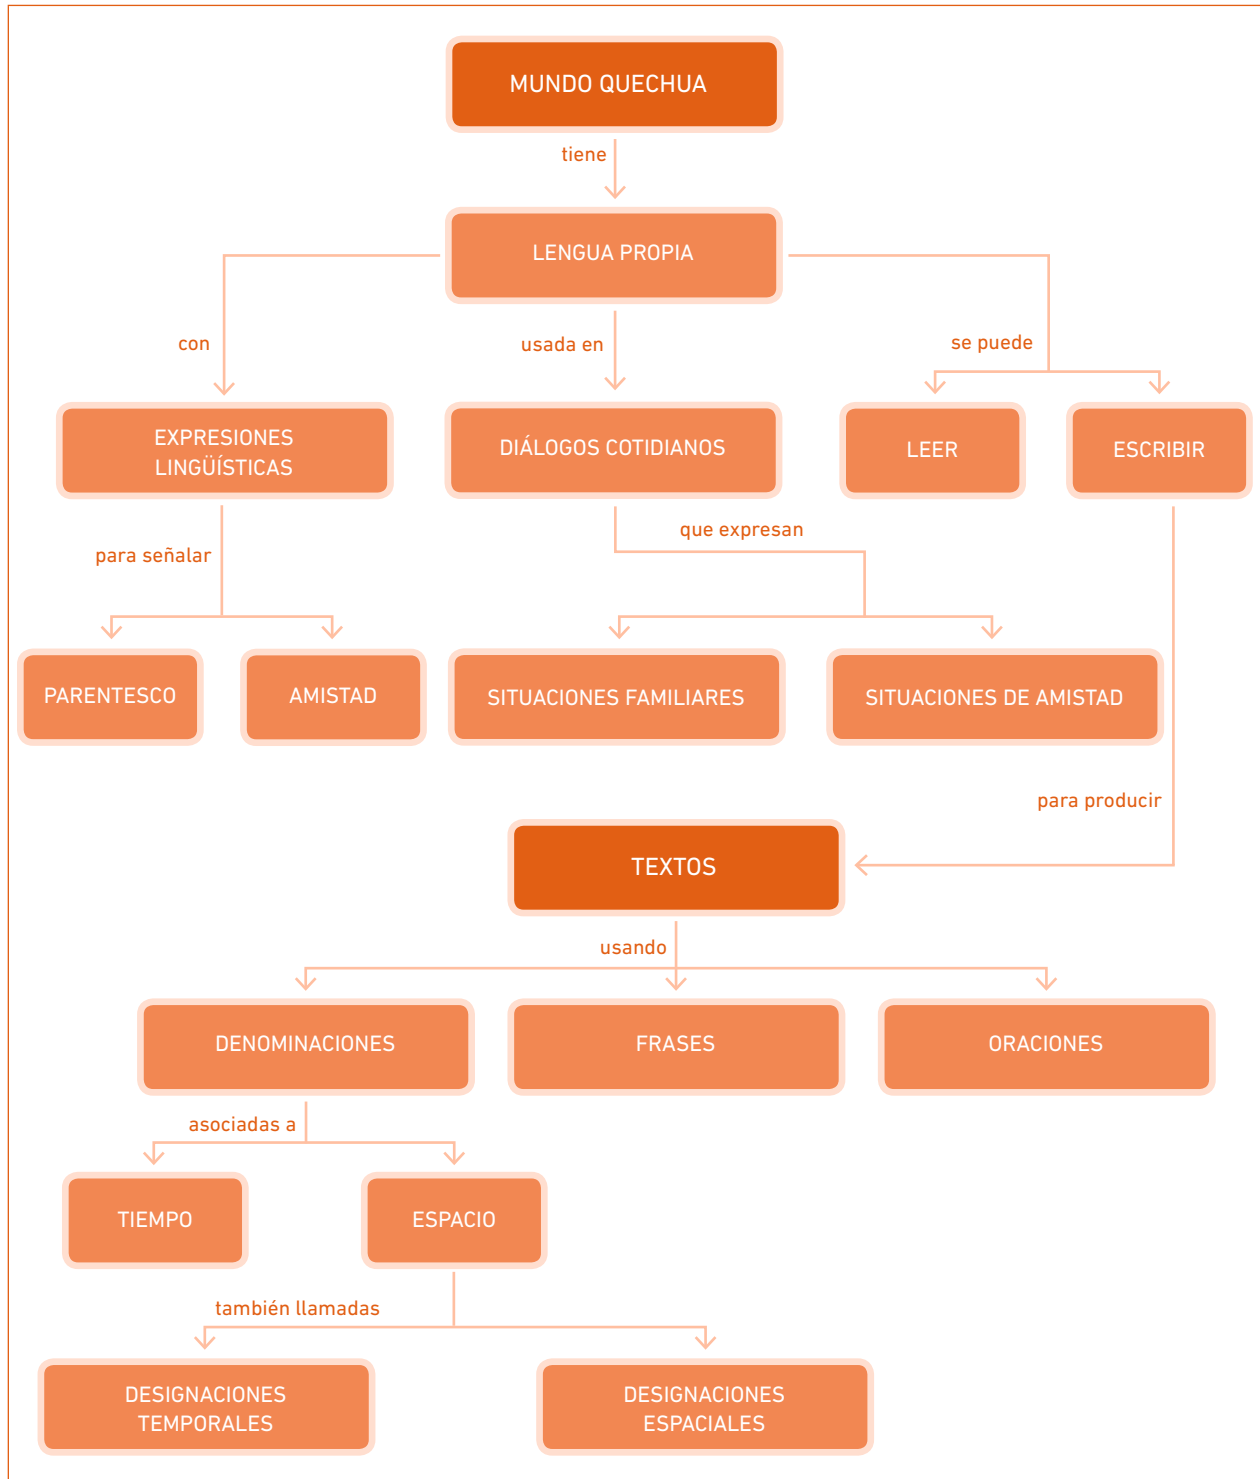 MUNDO QUECHUA
tiene
LENGUA PROPIA
con
usada en
se puede
EXPRESIONES
LINGÜÍSTICAS
DIÁLOGOS COTIDIANOS
LEER
ESCRIBIR
para señalar
que expresan
PARENTESCO
AMISTAD
SITUACIONES FAMILIARES
SITUACIONES DE AMISTAD
para producir
TEXTOS
usando
DENOMINACIONES
FRASES
ORACIONES
asociadas a
TIEMPO
ESPACIO
también llamadas
DESIGNACIONES
TEMPORALES
DESIGNACIONES
ESPACIALES